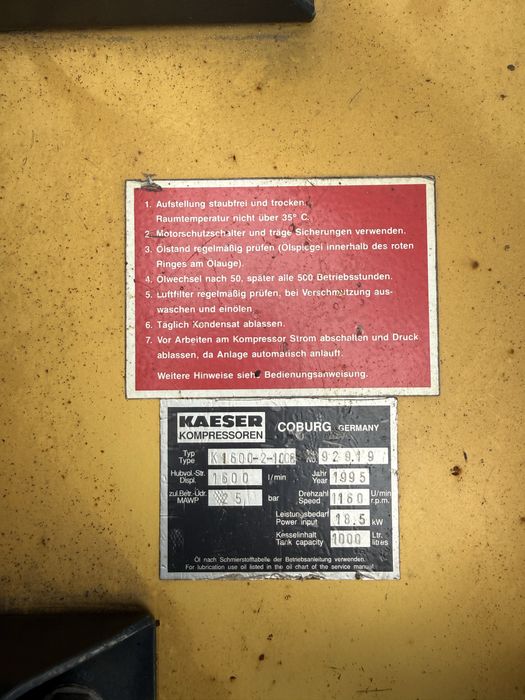 1. Aufstellung staubfrei und trocken.
Raumtemperatur nicht über 35° C.
2. Motorschutzschalter und träge Sicherungen verwenden.
3. Ölstand regelmäßig prüfen (Ölspiegel innerhalb des roten
Ringes am Ölauge).
4. Ölwechsel nach 50, später alle 500 Betriebsstunden.
5. Luftfilter regelmäßig prüfen, bei Verschmutzung aus-
waschen und einölen.
6. Täglich Kondensat ablassen.
7. Vor Arbeiten am Kompressor Strom abschalten und Druck
ablassen, da Anlage automatisch anläuft.
Weitere Hinweise siehe Bedienungsanweisung.
KAESER
KOMPRESSOREN
COBURG GERMANY
Typ
Type
K1600-2-100
No.
Hubvol.-Str.
Displ.
1600 l/min
Jahr
Year
1995
zul.Betr.-Üdr.
MAWP
25 bar
Drehzahl
Speed
1160
U/min
r.p.m.
Leistungsbedarf
Power input
18.5 kW
Kesselinhalt
Tank capacity
1000
Ltr.
litres
Öl nach Schmierstofftabelle der Betriebsanleitung verwenden.
For lubrication use oil listed in the oil chart of the service manual